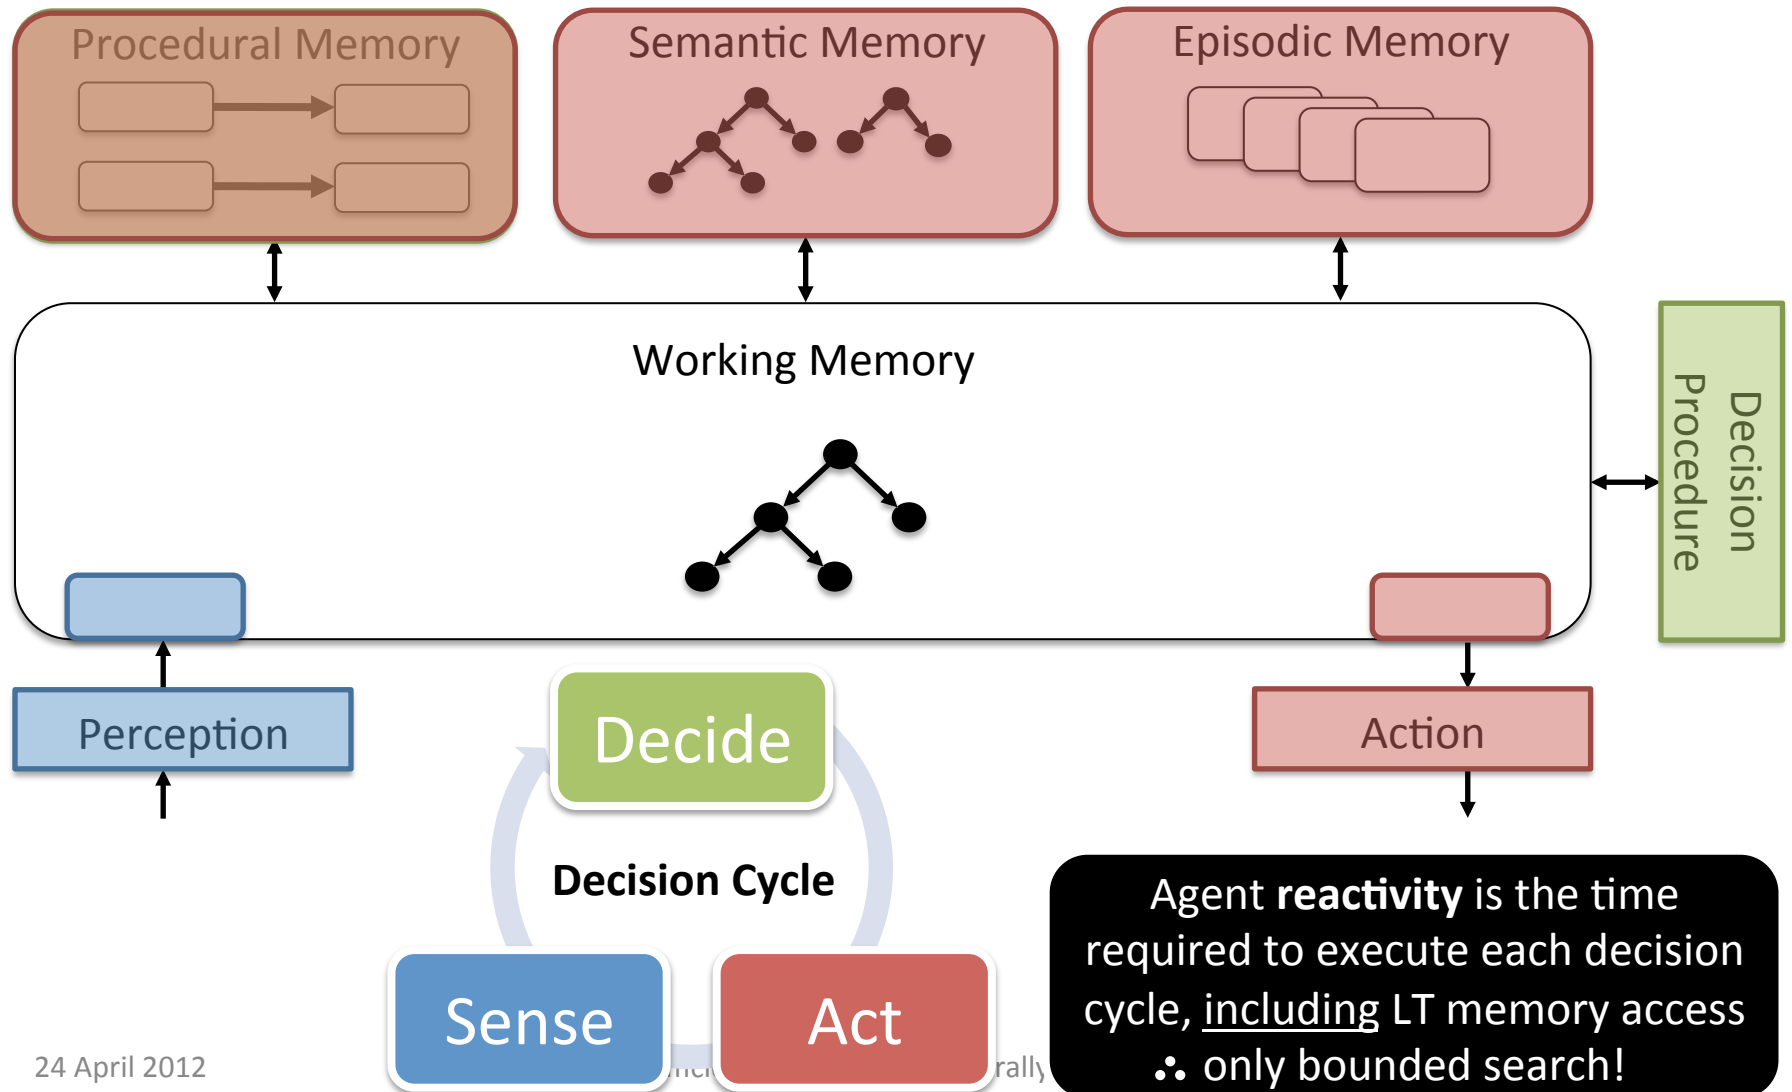 Procedural Memory
Semantic Memory
Episodic Memory
Working Memory
Decision
Procedure
Perception
Action
Decide
Decision Cycle
Sense
Act
Agent reactivity is the time
required to execute each decision
cycle, including LT memory access
∴ only bounded search!
24 April 2012